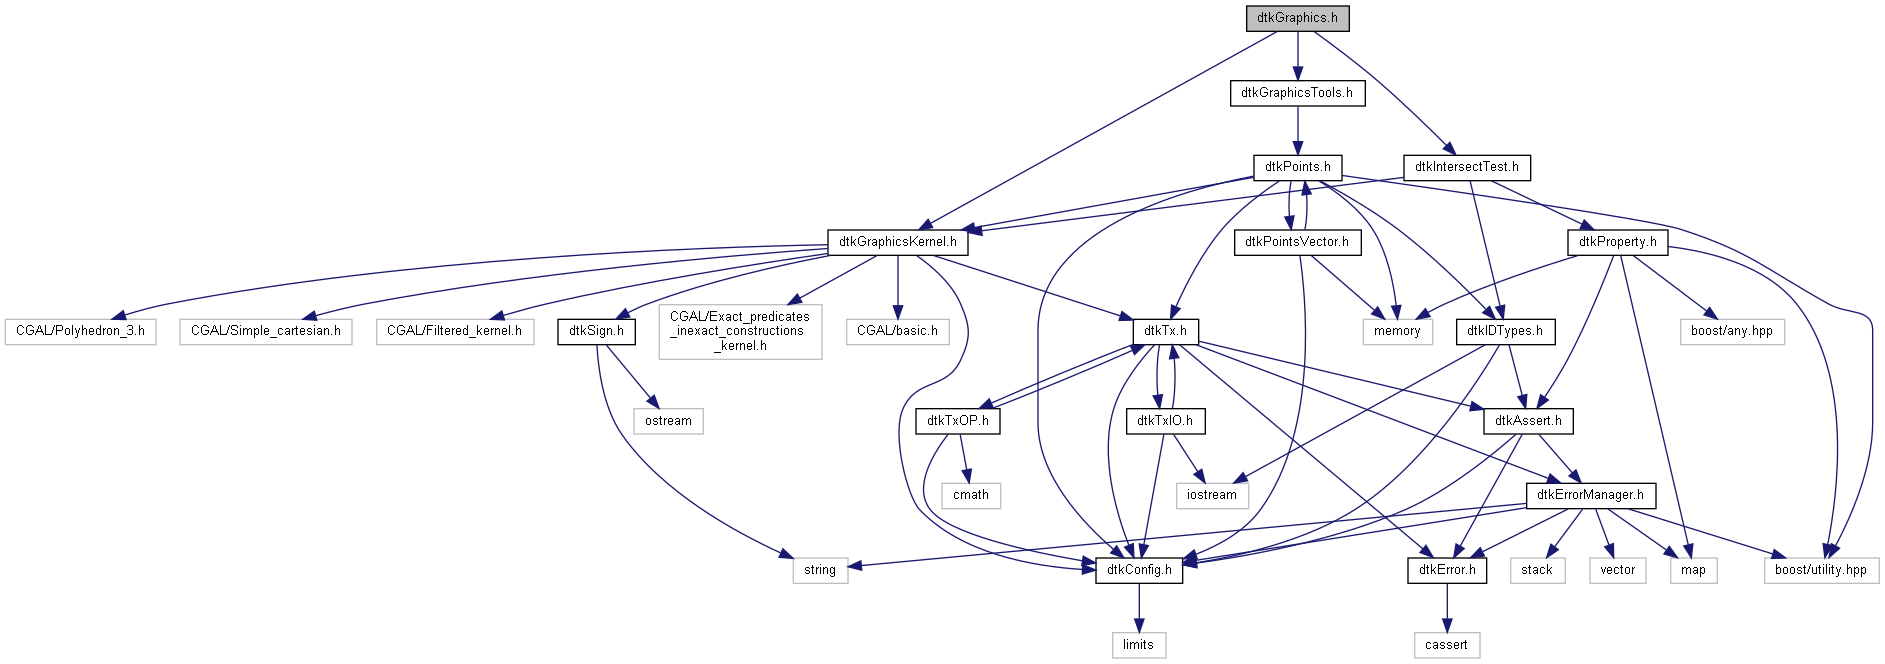 dtkGraphics.h
dtkGraphicsTools.h
dtkPoints.h
dtkIntersectTest.h
dtkGraphicsKernel.h
dtkPointsVector.h
dtkProperty.h
CGAL/Polyhedron_3.h
CGAL/Simple_cartesian.h
CGAL/Filtered_kernel.h
dtkSign.h
CGAL/Exact_predicates
_inexact_constructions
_kernel.h
CGAL/basic.h
dtkTx.h
memory
dtkIDTypes.h
boost/any.hpp
ostream
dtkTxOP.h
dtkTxIO.h
dtkAssert.h
cmath
iostream
dtkErrorManager.h
string
dtkConfig.h
dtkError.h
stack
vector
map
boost/utility.hpp
limits
cassert